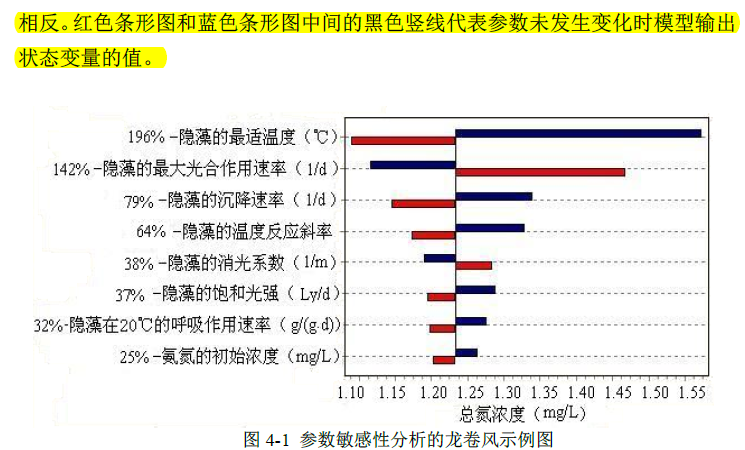 相反。红色条形图和蓝色条形图中间的黑色竖线代表参数未发生变化时模型输出
状态变量的值。
196% –隐藻的最适温度（℃）
142% –隐藻的最大光合作用速率（ 1/d ）
79% –隐藻的沉降速率（ 1/d ）
64% –隐藻的温度反应斜率
38% –隐藻的消光系数（ 1/m）
37% –隐藻的饱和光强（ Ly/d ）
32%-隐藻在20℃的呼吸作用速率（ g/(g·d)）
25% –氨氮的初始浓度（mg/L）
1.10 1.15 1.20 1.25 1.30 1.35 1.40 1.45 1.50 1.55
总氮浓度（mg/L）
图 4-1 参数敏感性分析的龙卷风示例图